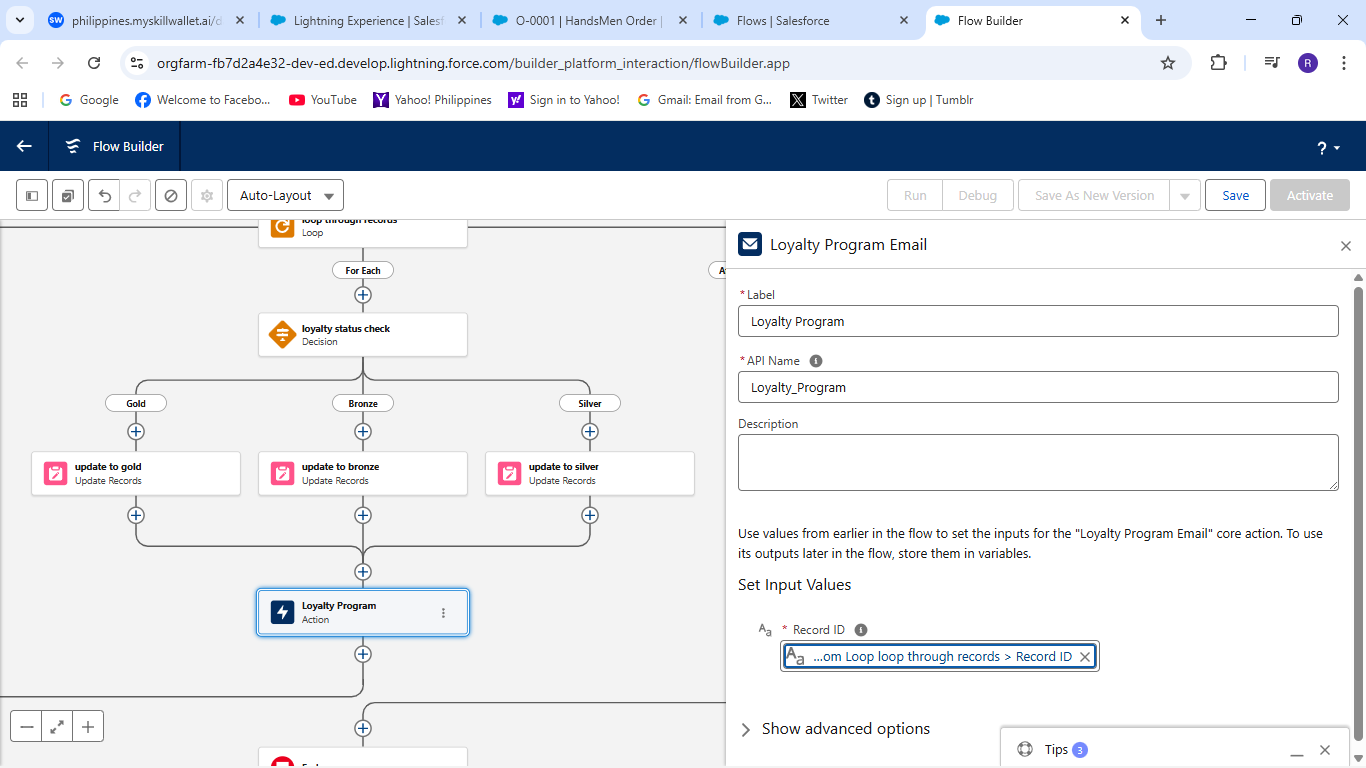 philippines.myskillwallet.ai/d
Lightning Experience | Salesf
O-0001 | HandsMen Order |
Flows | Salesforce
Flow Builder
orgfarm-fb7d2a4e32-dev-ed.develop.lightning.force.com/builder_platform_interaction/flowBuilder.app
R
Google
Welcome to Facebo...
YouTube
Yahoo! Philippines
Sign in to Yahoo!
Gmail: Email from G...
Twitter
Sign up | Tumblr
Flow Builder
?
Auto-Layout
Run
Debug
Save As New Version
Save
Activate
loop through records
Loop
For Each
loyalty status check
Decision
Gold
Bronze
Silver
update to gold
Update Records
update to bronze
Update Records
update to silver
Update Records
Loyalty Program
Action
Loyalty Program Email
*Label
Loyalty Program
*API Name
Loyalty_Program
Description
Use values from earlier in the flow to set the inputs for the "Loyalty Program Email" core action. To use
its outputs later in the flow, store them in variables.
Set Input Values
Aa * Record ID
Aa ...om Loop loop through records > Record ID
Show advanced options
Tips 3